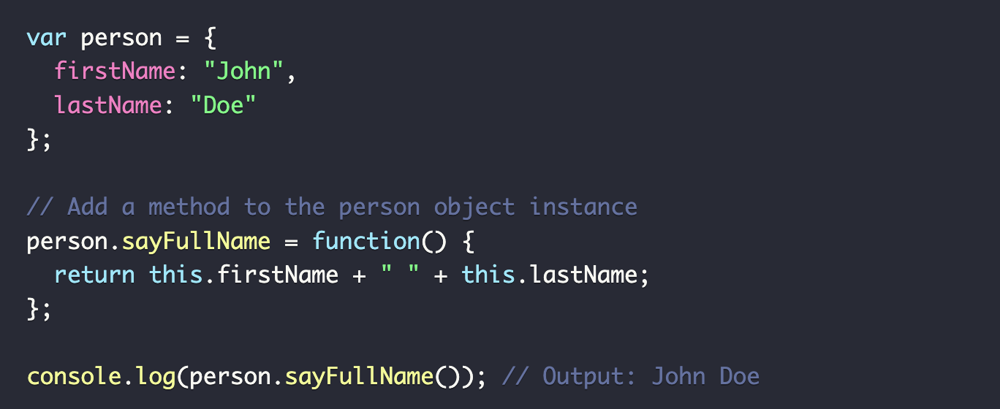 var person = {
  firstName: "John",
  lastName: "Doe"
};

// Add a method to the person object instance
person.sayFullName = function() {
  return this.firstName + " " + this.lastName;
};

console.log(person.sayFullName()); // Output: John Doe